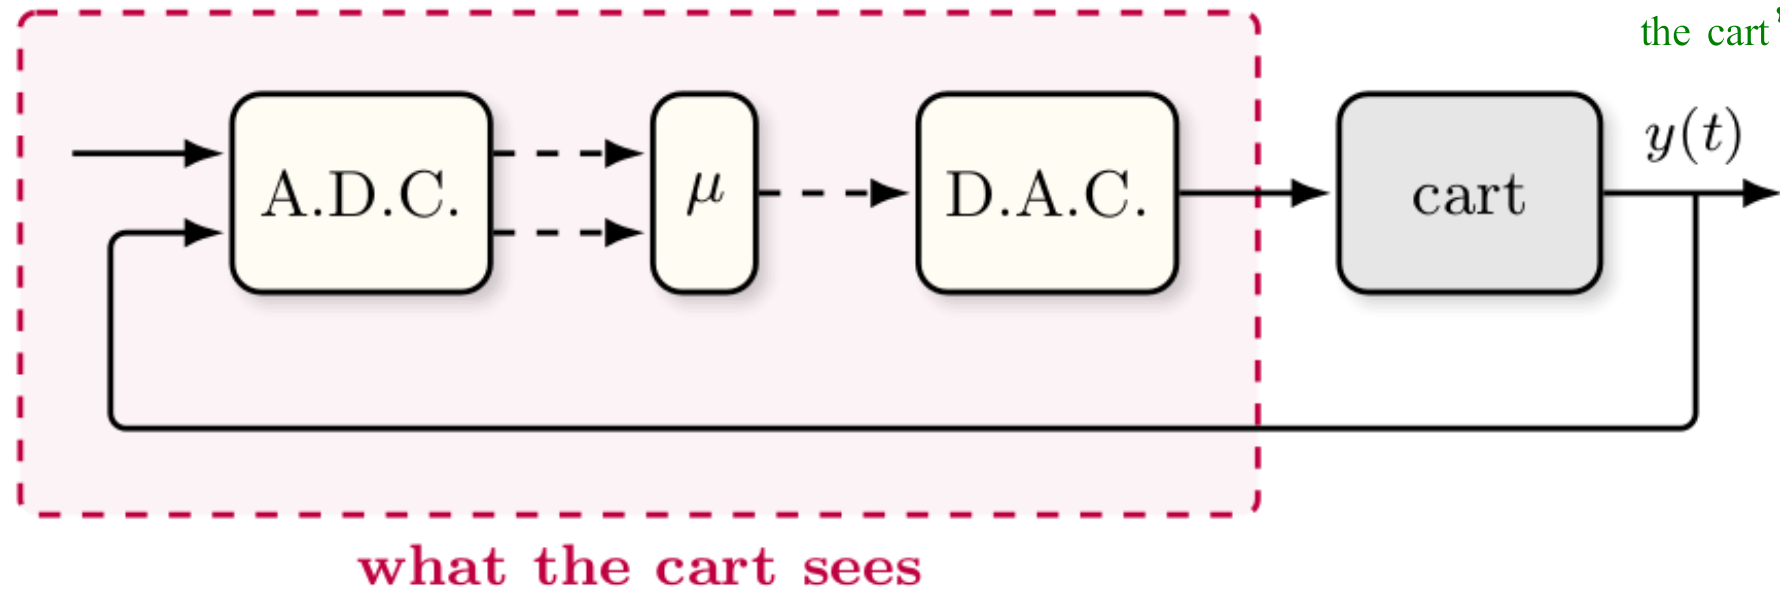 the cart'
y(t)
A.D.C.
μ
D.A.C.
cart
what the cart sees